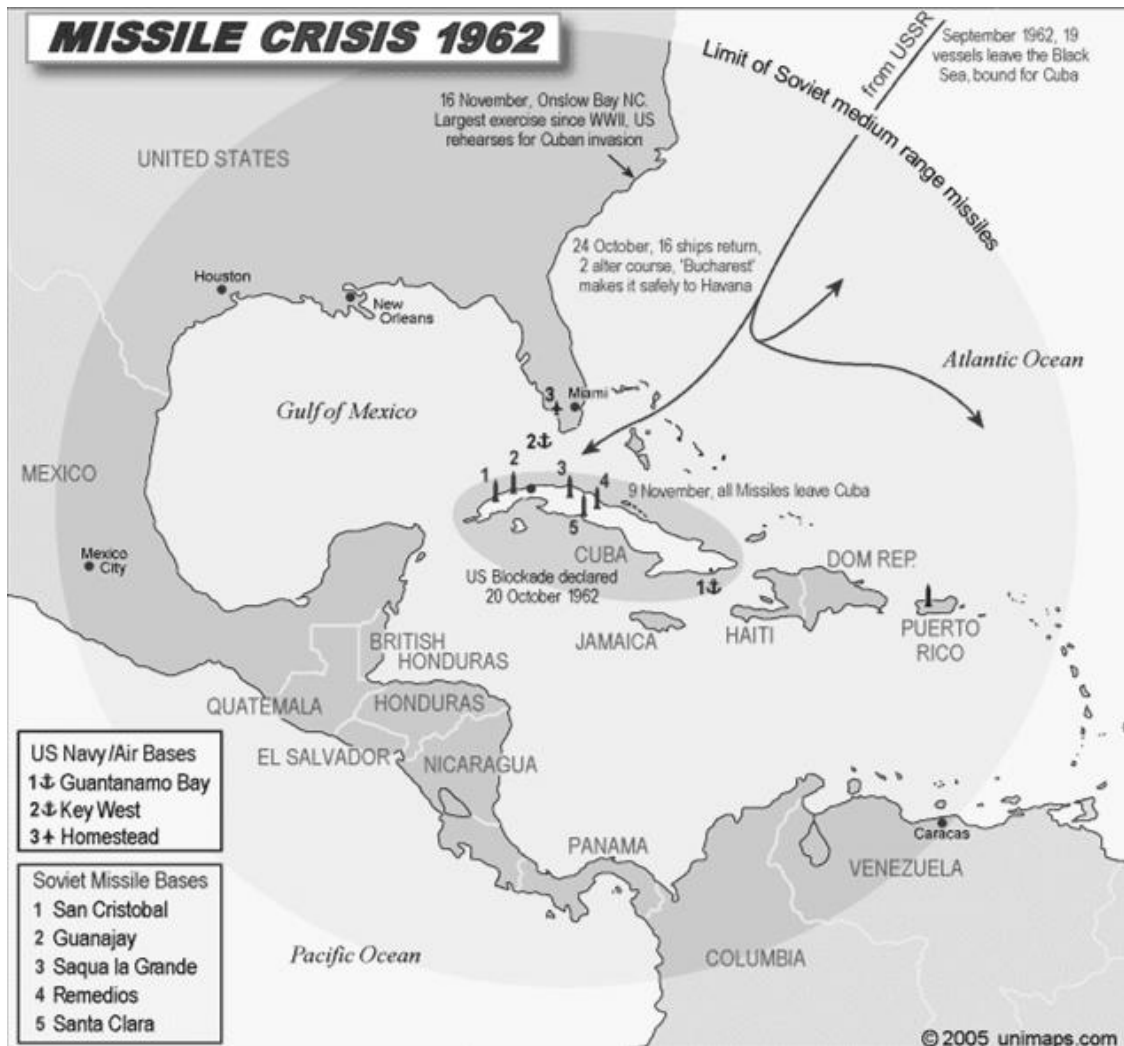 MISSILE CRISIS 1962
from USSR
September 1962, 19
vessels leave the Black
Sea, bound for Cuba
Limit of Soviet medium range missiles
16 November, Onslow Bay NC.
Largest exercise since WWII, US
rehearses for Cuban invasion
UNITED STATES
24 October, 16 ships return,
2 alter course, 'Bucharest'
makes it safely to Havana
Houston
New
Orleans
Atlantic Ocean
Gulf of Mexico
3
Miami
2
MEXICO
1
2
3
4
5
9 November, all Missiles leave Cuba
Mexico
City
CUBA
US Blockade declared
20 October 1962
1
DOM REP.
JAMAICA
HAITI
PUERTO
RICO
BRITISH
HONDURAS
QUATEMALA
HONDURAS
EL SALVADOR
NICARAGUA
PANAMA
Caracas
VENEZUELA
COLUMBIA
Pacific Ocean
US Navy/Air Bases
1 Guantanamo Bay
2 Key West
3 Homestead
Soviet Missile Bases
1 San Cristobal
2 Guanajay
3 Saqua la Grande
4 Remedios
5 Santa Clara
© 2005 unimaps.com